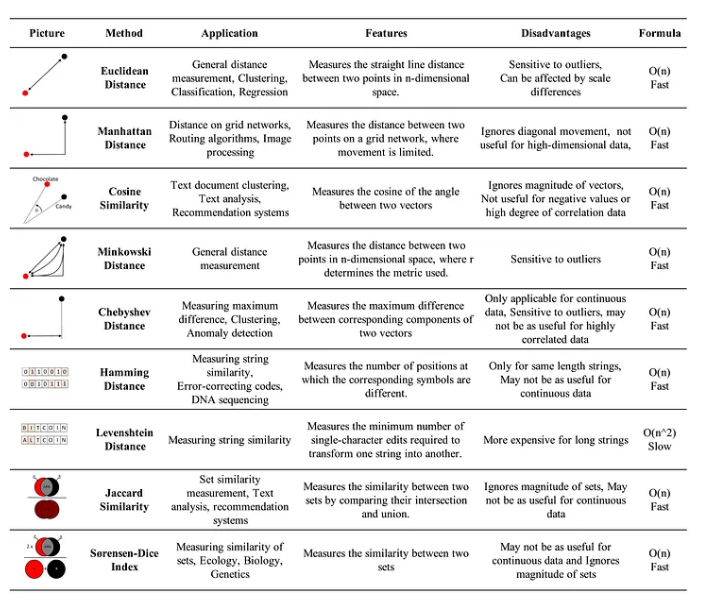 Picture Method Application Features Disadvantages Formula
Euclidean Distance
General distance
measurement, Clustering,
Classification, Regression
Measures the straight line distance
between two points in n-dimensional
space.
Sensitive to outliers,
Can be affected by scale
differences
O(n)
Fast
Manhattan
Distance
Distance on grid networks,
Routing algorithms, Image
processing
Measures the distance between two
points on a grid network, where
movement is limited.
Ignores diagonal movement, not
useful for high-dimensional data,
O(n)
Fast
Chocolate
Candy
Cosine
Similarity
Text document clustering,
Text analysis,
Recommendation systems
Measures the cosine of the angle
between two vectors
Ignores magnitude of vectors,
Not useful for negative values or
high degree of correlation data
O(n)
Fast
Minkowski
Distance
General distance
measurement
Measures the distance between two
points in n-dimensional space, where r
determines the metric used.
Sensitive to outliers
O(n)
Fast
Chebyshev
Distance
Measuring maximum
difference, Clustering,
Anomaly detection
Measures the maximum difference
between corresponding components of
two vectors
Only applicable for continuous
data, Sensitive to outliers, may
not be as useful for highly
correlated data
O(n)
Fast
0 1 1 0 0 1 0
0 0 1 0 1 1 1
Hamming
Distance
Measuring string
similarity,
Error-correcting codes,
DNA sequencing
Measures the number of positions at
which the corresponding symbols are
different.
Only for same length strings,
May not be as useful for
continuous data
O(n)
Fast
B I T C O I N
A L T C O I N
Levenshtein
Distance
Measuring string similarity
Measures the minimum number of
single-character edits required to
transform one string into another.
More expensive for long strings
O(n^2)
Slow
Jaccard
Similarity
Set similarity
measurement, Text
analysis, recommendation
systems
Measures the similarity between two
sets by comparing their intersection
and union.
Ignores magnitude of sets, May
not be as useful for continuous
data
O(n)
Fast
Sørensen-Dice
Index
Measuring similarity of
sets, Ecology, Biology,
Genetics
Measures the similarity between two
sets
May not be as useful for
continuous data and Ignores
magnitude of sets
O(n)
Fast